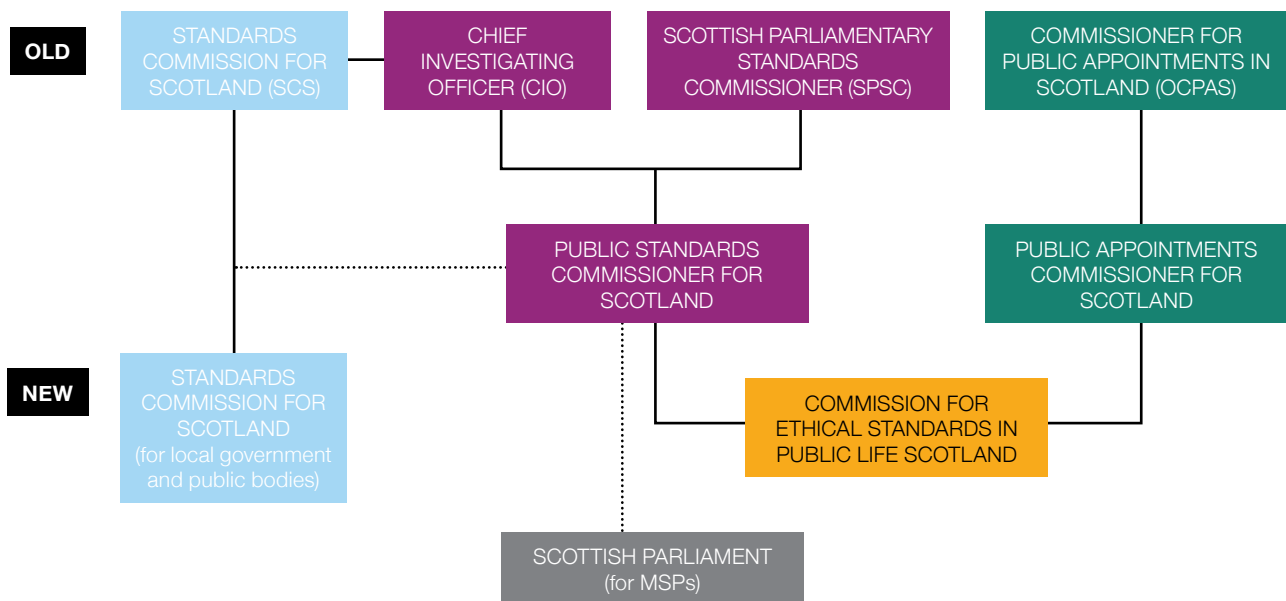 OLD
STANDARDS
COMMISSION FOR
SCOTLAND (SCS)
CHIEF
INVESTIGATING
OFFICER (CIO)
SCOTTISH PARLIAMENTARY
STANDARDS
COMMISSIONER (SPSC)
COMMISSIONER FOR
PUBLIC APPOINTMENTS IN
SCOTLAND (OCPAS)
PUBLIC STANDARDS
COMMISSIONER FOR
SCOTLAND
PUBLIC APPOINTMENTS
COMMISSIONER FOR
SCOTLAND
NEW
STANDARDS
COMMISSION FOR
SCOTLAND
(for local government
and public bodies)
COMMISSION FOR
ETHICAL STANDARDS IN
PUBLIC LIFE SCOTLAND
SCOTTISH PARLIAMENT
(for MSPs)